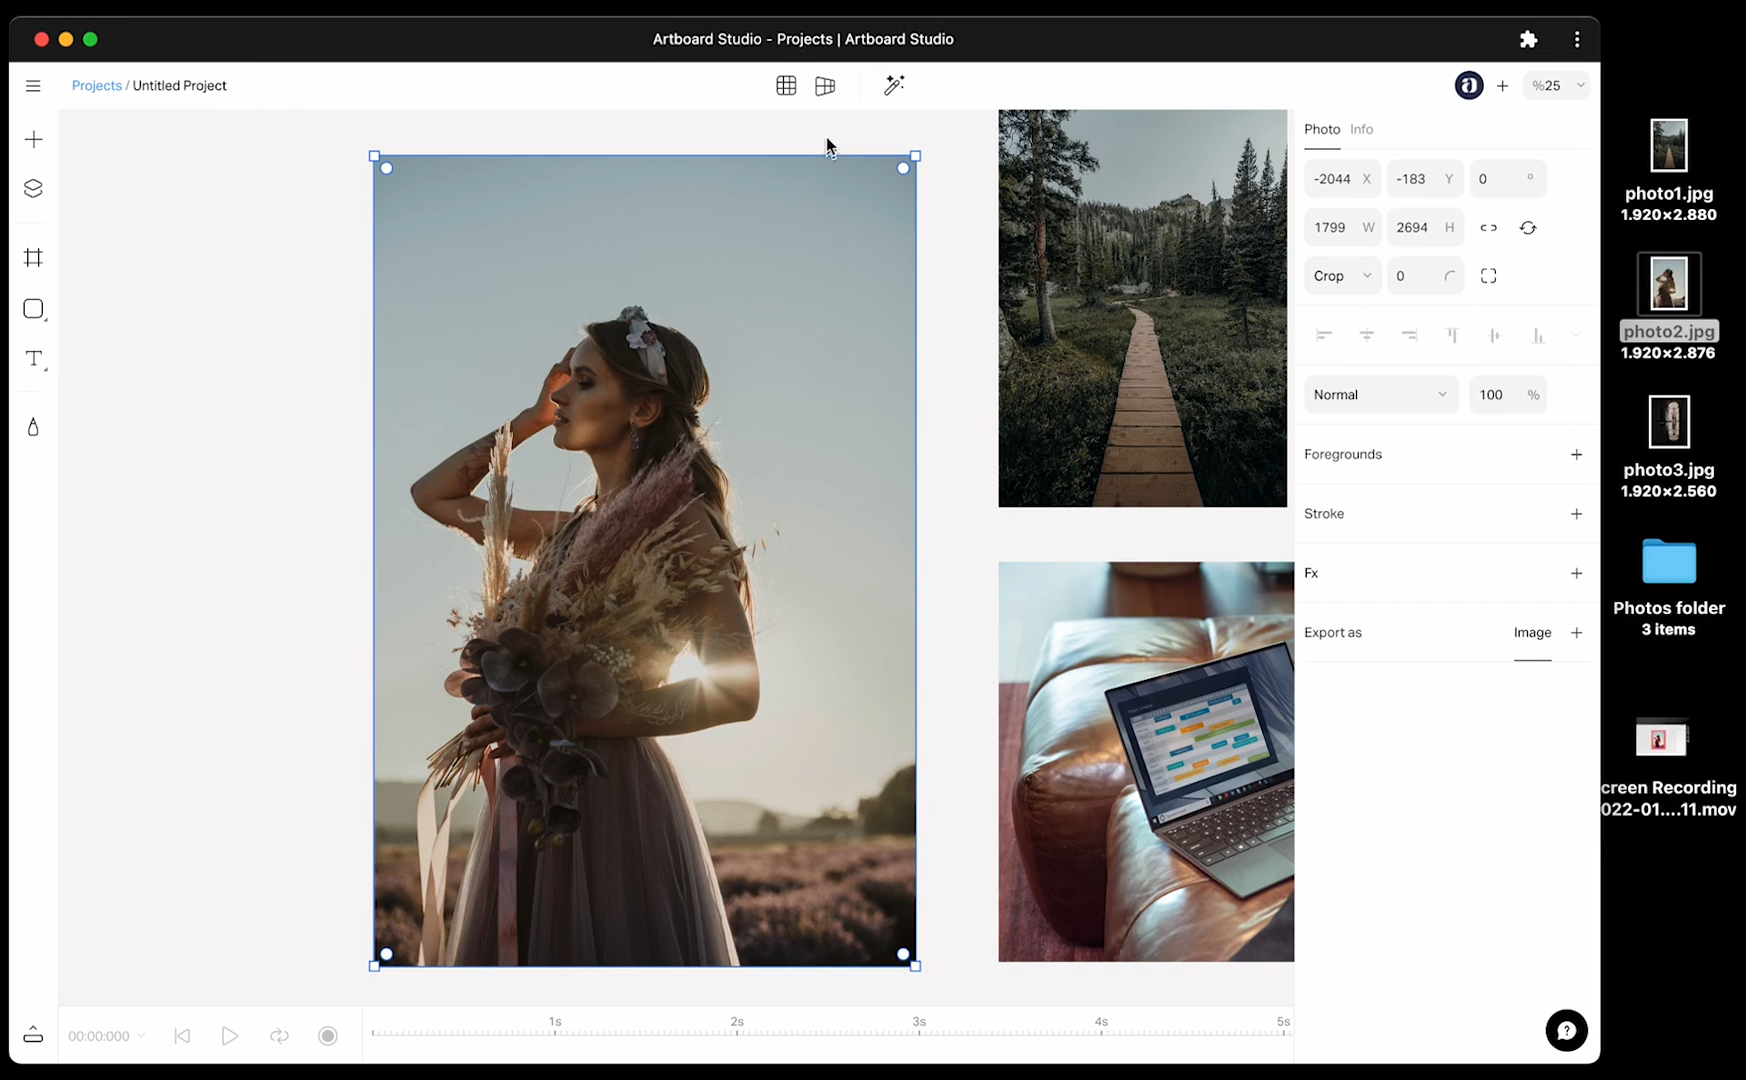 Artboard Studio - Projects | Artboard Studio
Projects / Untitled Project
a
%25
Photo Info
-2044 X -183 Y 0 °
1799 W 2694 H
Crop 0
Normal 100 %
Foregrounds
Stroke
Fx
Export as Image
T
00:00:000
1s 2s 3s 4s 5s
photo1.jpg
1.920×2.880
photo2.jpg
1.920×2.876
photo3.jpg
1.920×2.560
Photos folder
3 items
creen Recording
022-01....11.mov